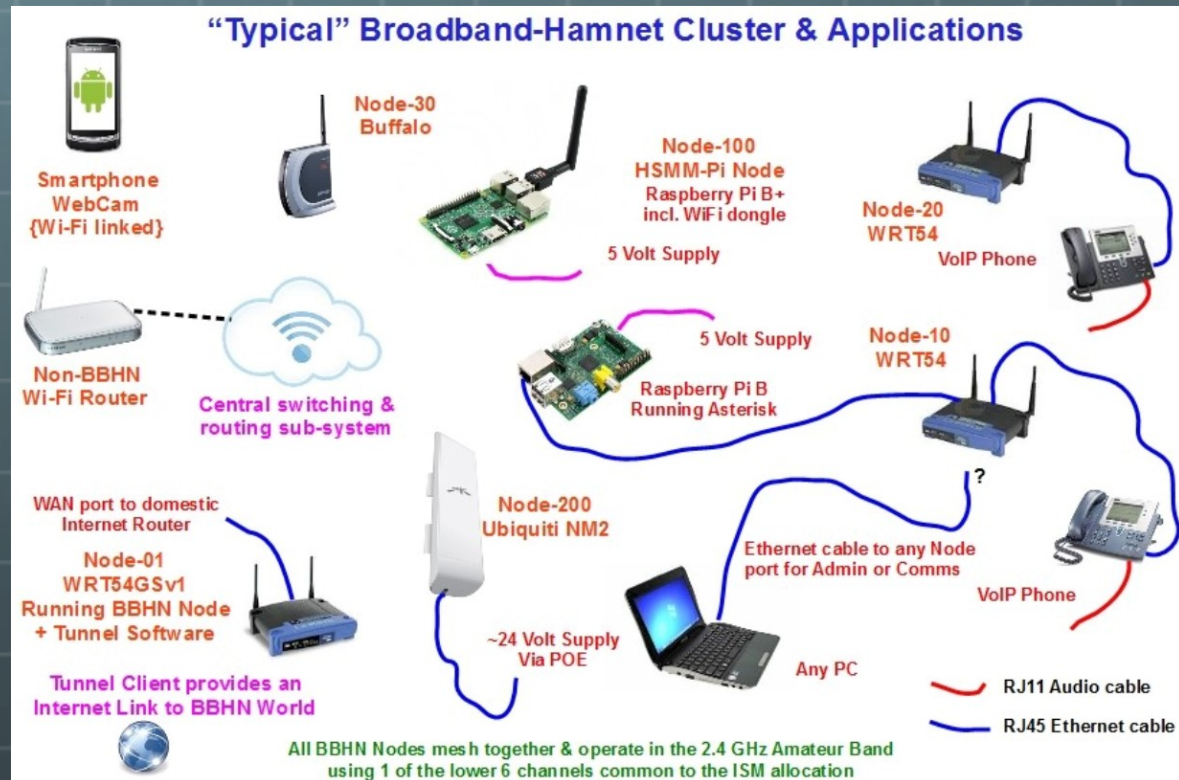 “Typical” Broadband-Hamnet Cluster & Applications
Smartphone
WebCam
{Wi-Fi linked}
Node-30
Buffalo
Node-100
HSMM-Pi Node
Raspberry Pi B+
incl. WiFi dongle
5 Volt Supply
Node-20
WRT54
VoIP Phone
Non-BBHN
Wi-Fi Router
Central switching &
routing sub-system
5 Volt Supply
Raspberry Pi B
Running Asterisk
Node-10
WRT54
?
VoIP Phone
WAN port to domestic
Internet Router
Node-01
WRT54GSv1
Running BBHN Node
+ Tunnel Software
Tunnel Client provides an
Internet Link to BBHN World
Node-200
Ubiquiti NM2
~24 Volt Supply
Via POE
Ethernet cable to any Node
port for Admin or Comms
Any PC
RJ11 Audio cable
RJ45 Ethernet cable
All BBHN Nodes mesh together & operate in the 2.4 GHz Amateur Band
using 1 of the lower 6 channels common to the ISM allocation